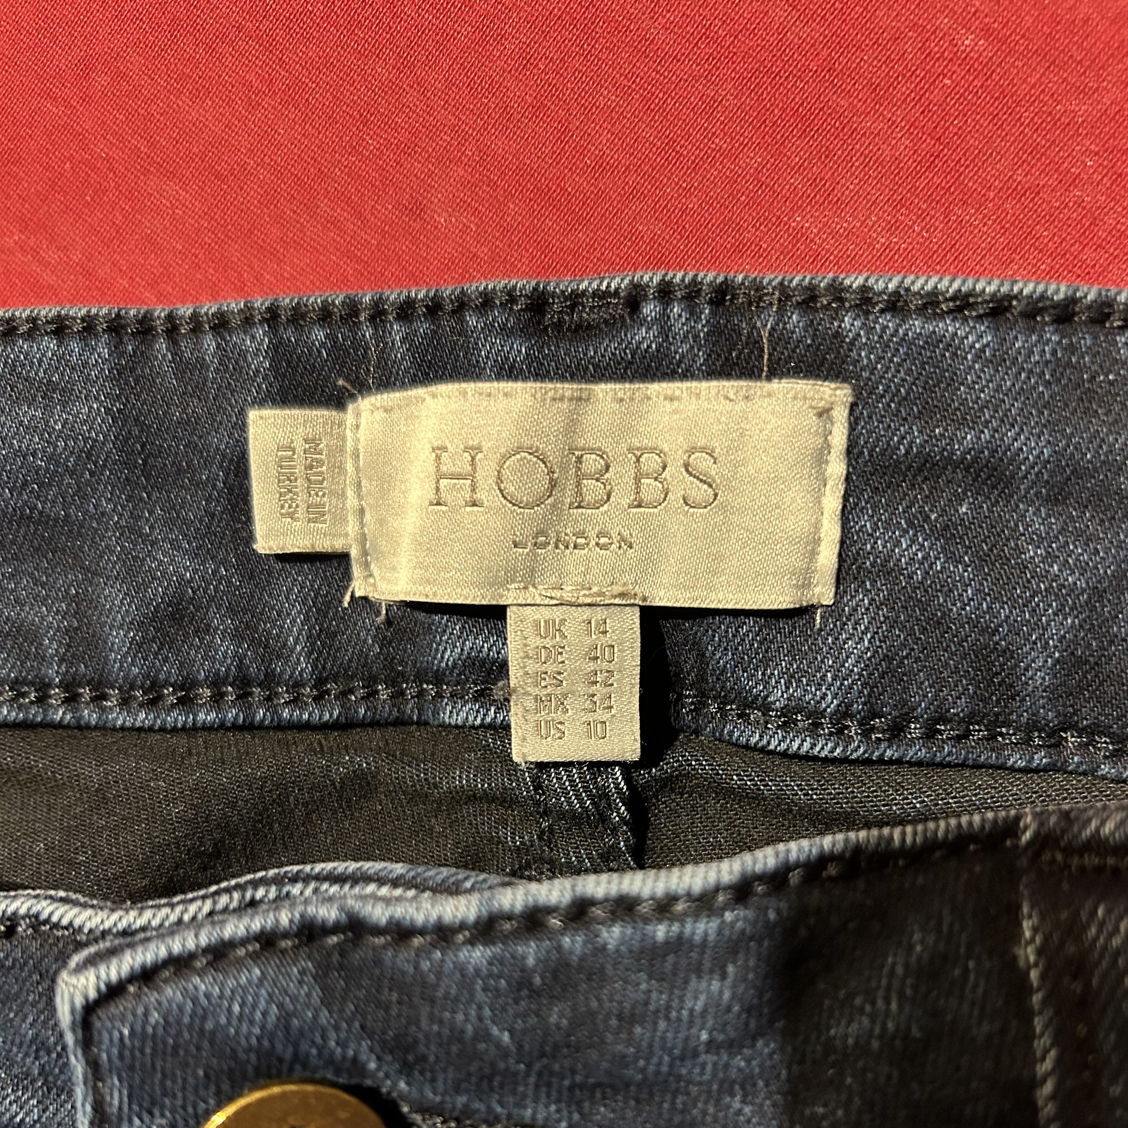 MADE IN
TURKEY
HOBBS
LONDON
UK 14
DE 40
ES 42
MX 34
US 10